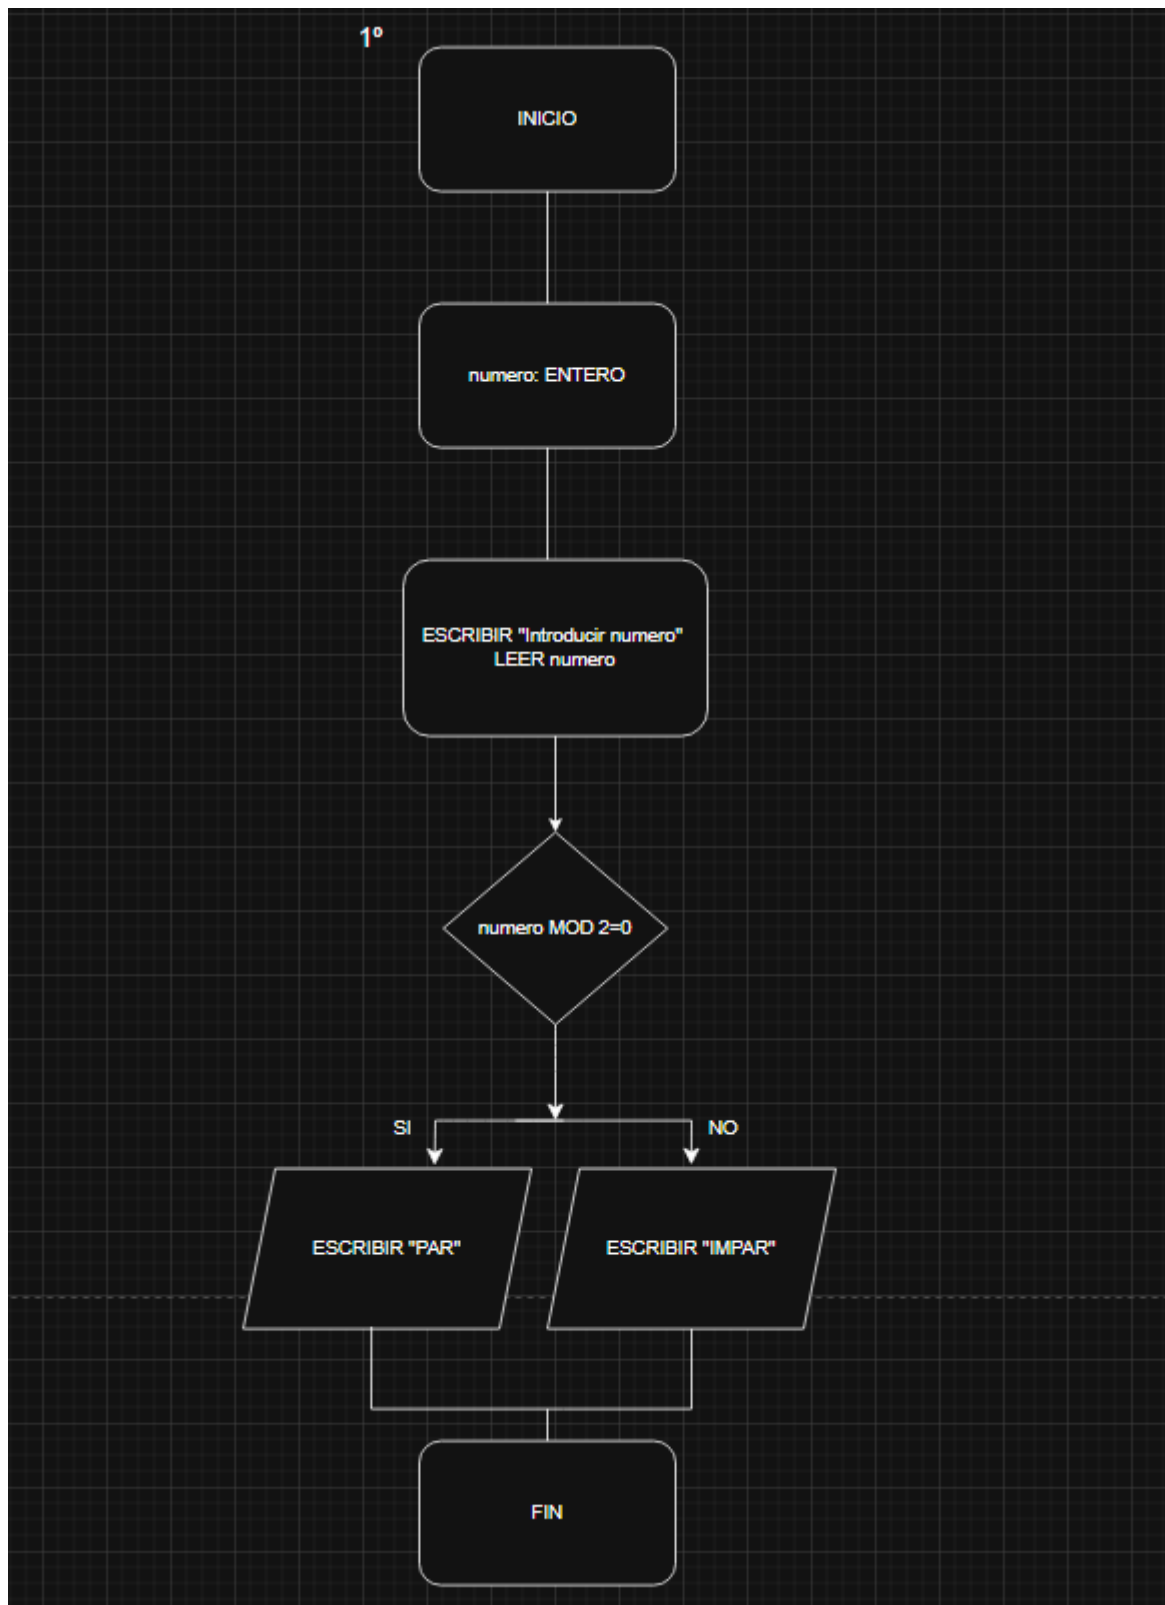 1º
INICIO
numero: ENTERO
ESCRIBIR "Introducir numero"
LEER numero
numero MOD 2=0
SI
NO
ESCRIBIR "PAR"
ESCRIBIR "IMPAR"
FIN